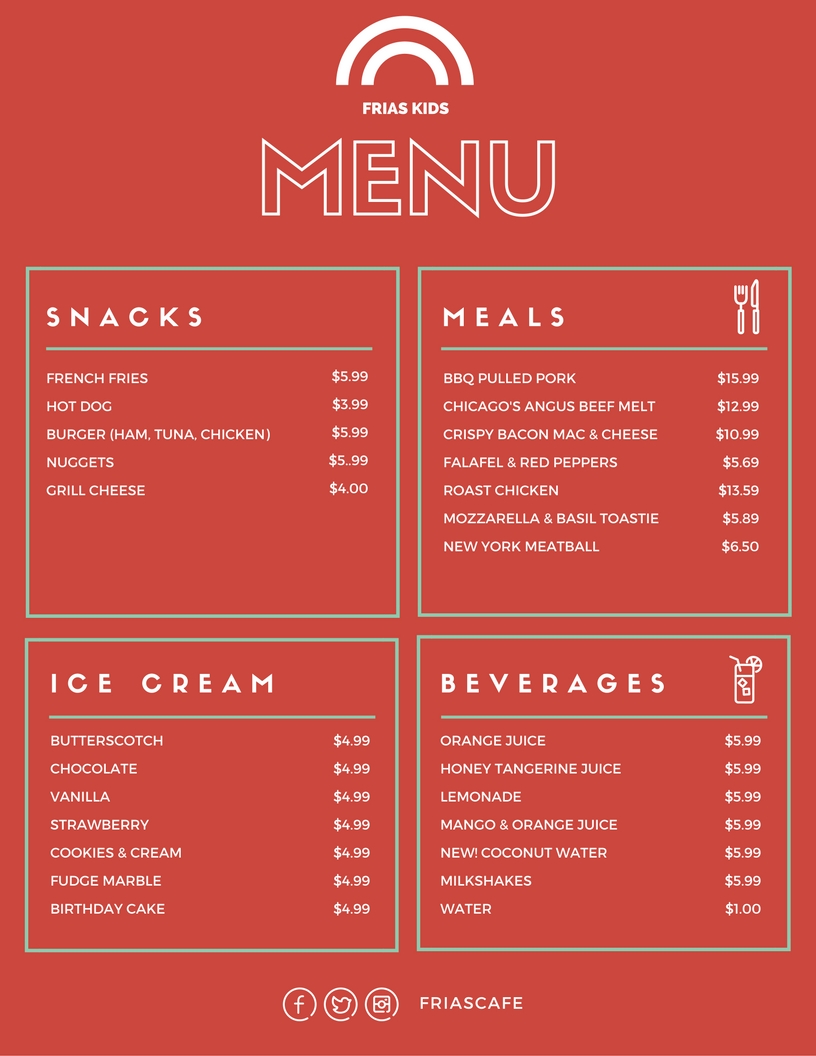 FRIAS KIDS
MENU
SNACKS
FRENCH FRIES $5.99
HOT DOG $3.99
BURGER (HAM, TUNA, CHICKEN) $5.99
NUGGETS $5..99
GRILL CHEESE $4.00
MEALS
BBQ PULLED PORK $15.99
CHICAGO'S ANGUS BEEF MELT $12.99
CRISPY BACON MAC & CHEESE $10.99
FALAFEL & RED PEPPERS $5.69
ROAST CHICKEN $13.59
MOZZARELLA & BASIL TOASTIE $5.89
NEW YORK MEATBALL $6.50
ICE CREAM
BUTTERSCOTCH $4.99
CHOCOLATE $4.99
VANILLA $4.99
STRAWBERRY $4.99
COOKIES & CREAM $4.99
FUDGE MARBLE $4.99
BIRTHDAY CAKE $4.99
BEVERAGES
ORANGE JUICE $5.99
HONEY TANGERINE JUICE $5.99
LEMONADE $5.99
MANGO & ORANGE JUICE $5.99
NEW! COCONUT WATER $5.99
MILKSHAKES $5.99
WATER $1.00
FRIASCAFE